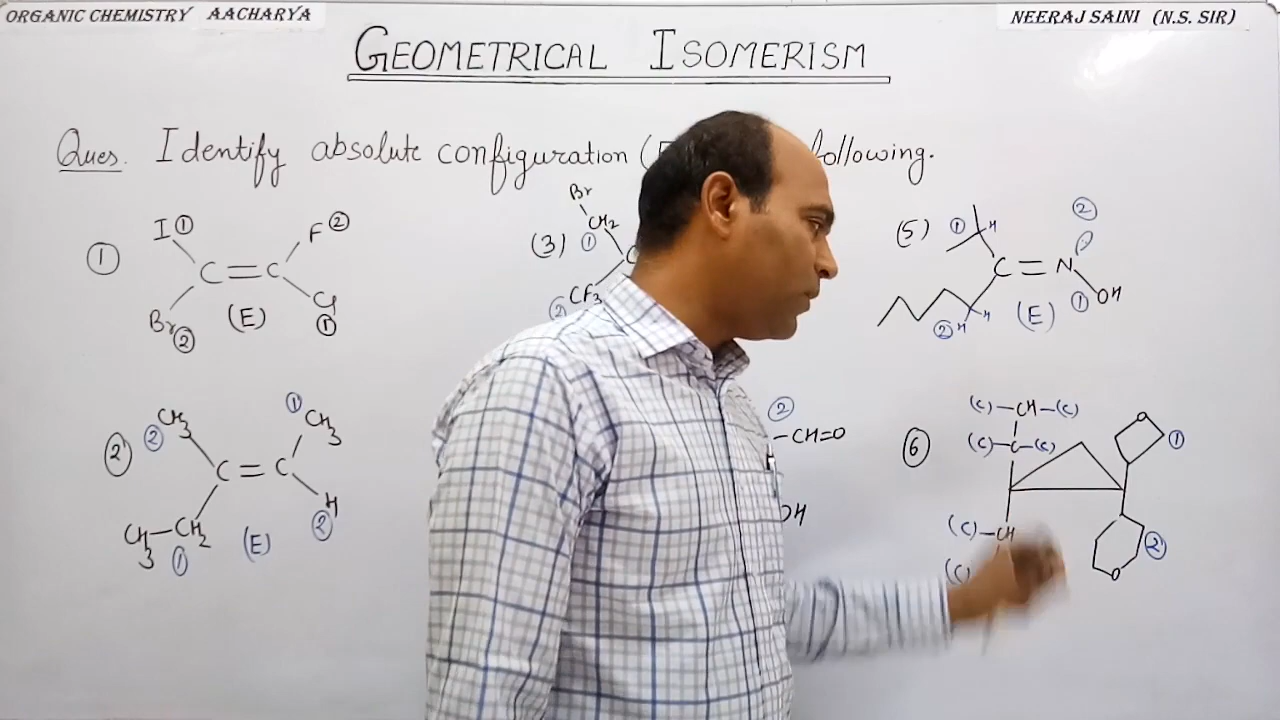 ORGANIC CHEMISTRY AACHARYA
NEERAJ SAINI (N.S. SIR)
GEOMETRICAL ISOMERISM
Ques. Identify absolute configuration ( following.
①
I ①
F ②
C = C
Br ②
Cl ①
(E)
②
CH3 ②
CH3 ①
C = C
CH3-CH2 ①
H ②
(E)
(3)
Br
CH2 ①
C
CF3
②
-CH=O
OH
(5)
① H
②
C = N
② H H
① OH
(E)
⑥
(C)-CH-(C)
(C)-C-(C)
(C)-CH
(C)
O ①
O ②